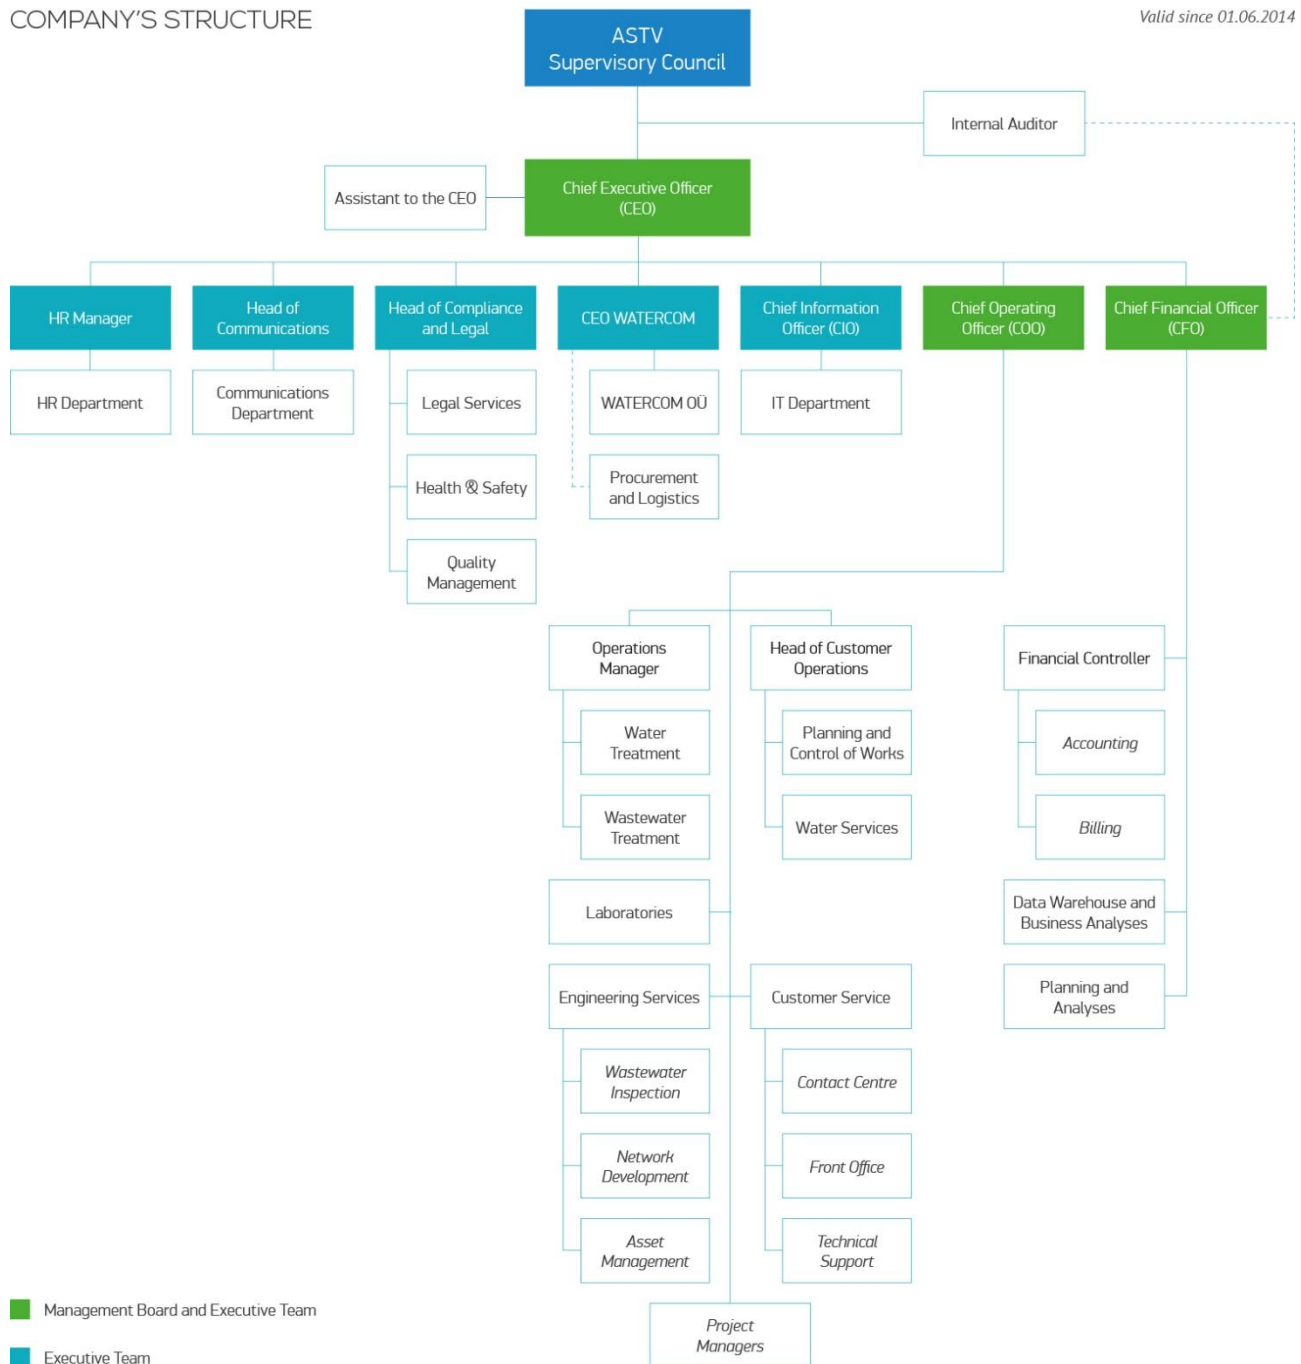 COMPANY'S STRUCTURE
Valid since 01.06.2014
ASTV
Supervisory Council
Internal Auditor
Assistant to the CEO
Chief Executive Officer
(CEO)
HR Manager
Head of
Communications
Head of Compliance
and Legal
CEO WATERCOM
Chief Information
Officer (CIO)
Chief Operating
Officer (COO)
Chief Financial Officer
(CFO)
HR Department
Communications
Department
Legal Services
WATERCOM OÜ
IT Department
Health & Safety
Procurement
and Logistics
Quality
Management
Operations
Manager
Head of Customer
Operations
Financial Controller
Water
Treatment
Planning and
Control of Works
Accounting
Wastewater
Treatment
Water Services
Billing
Laboratories
Data Warehouse and
Business Analyses
Engineering Services
Customer Service
Planning and
Analyses
Wastewater
Inspection
Contact Centre
Network
Development
Front Office
Asset
Management
Technical
Support
Management Board and Executive Team
Project
Managers
Executive Team